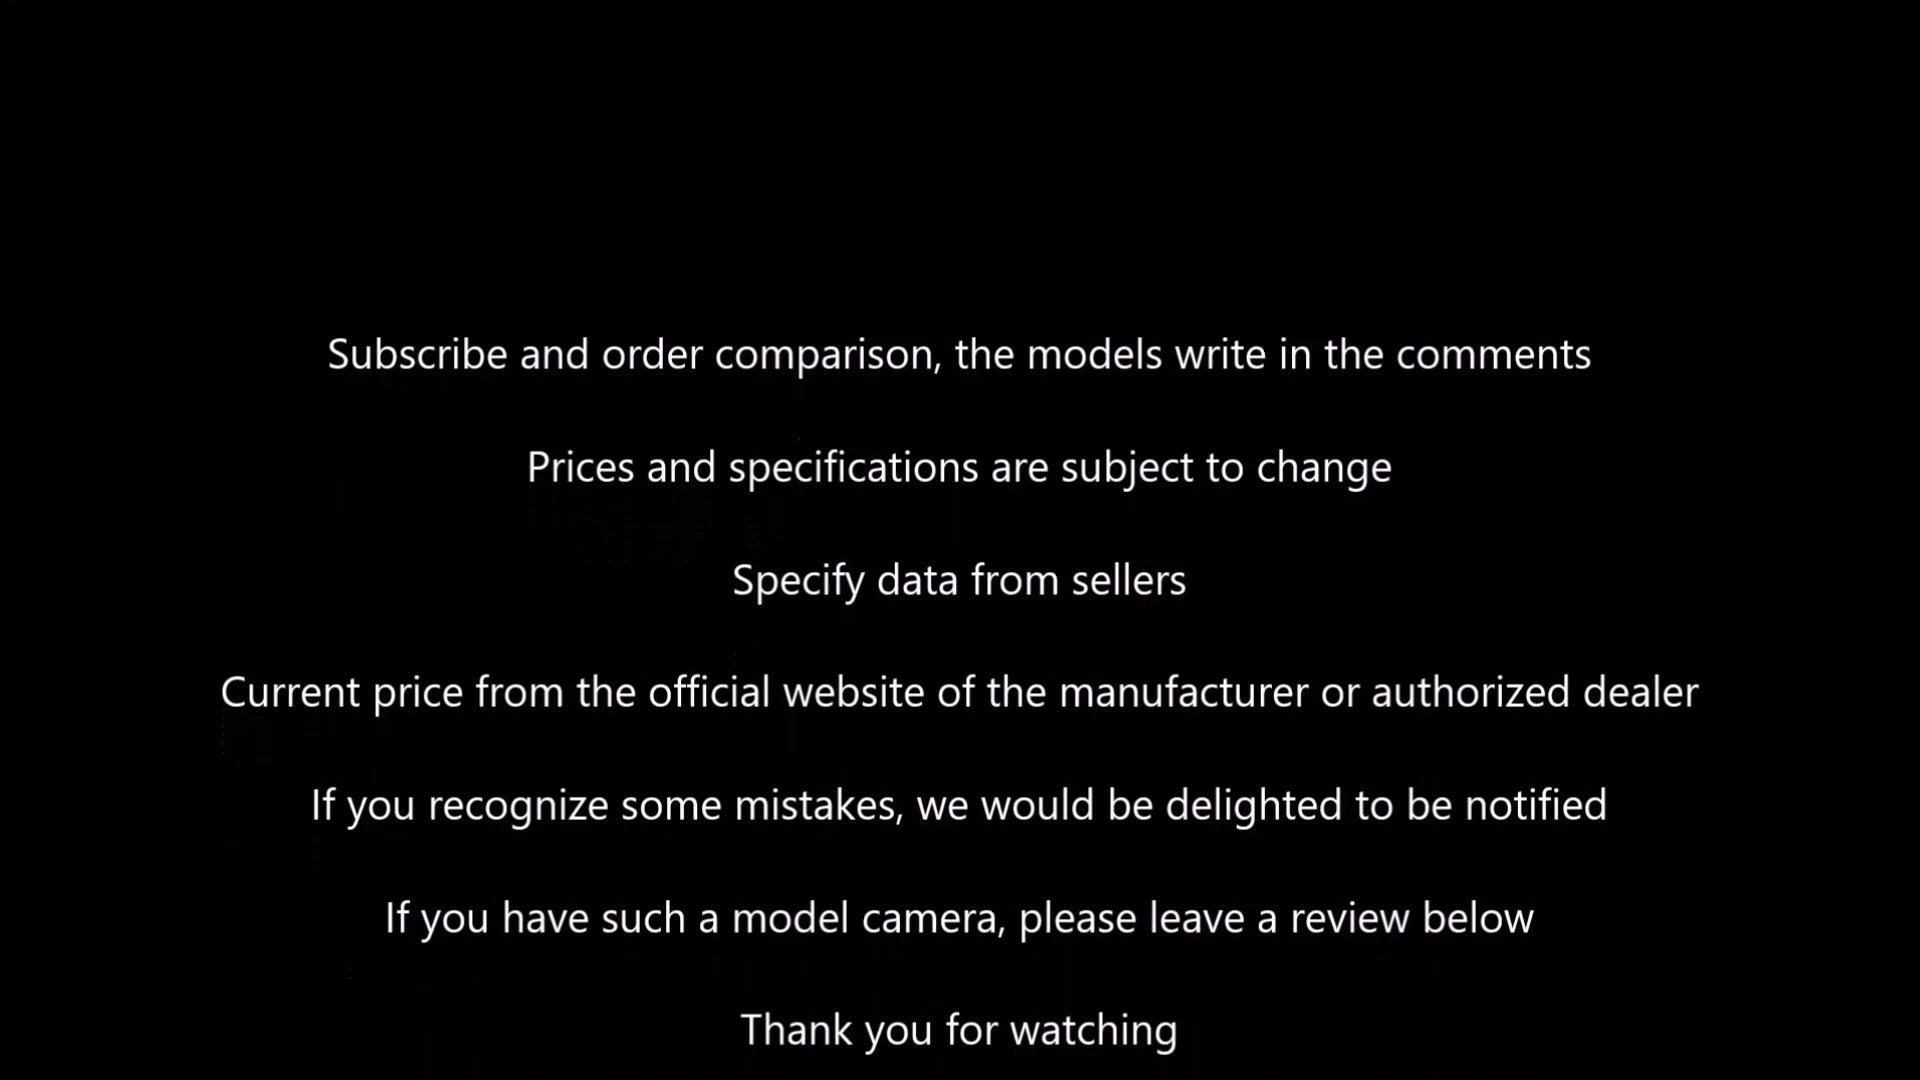 Subscribe and order comparison, the models write in the comments
Prices and specifications are subject to change
Specify data from sellers
Current price from the official website of the manufacturer or authorized dealer
If you recognize some mistakes, we would be delighted to be notified
If you have such a model camera, please leave a review below
Thank you for watching